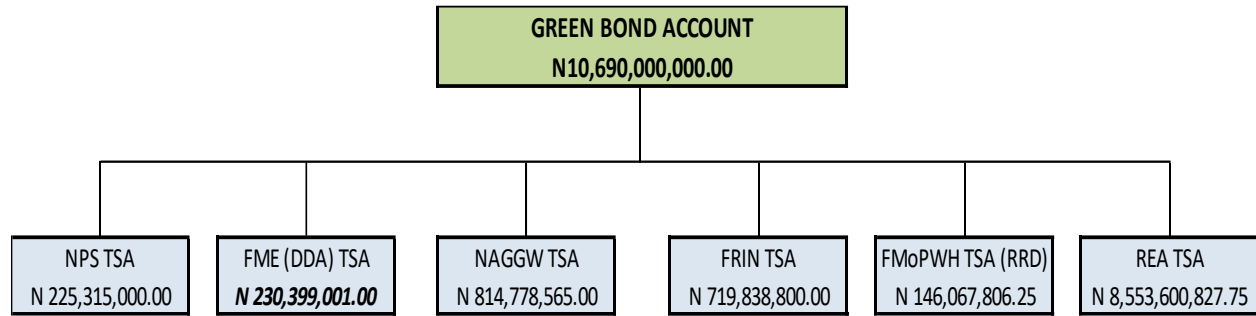 GREEN BOND ACCOUNT
N10,690,000,000.00
NPS TSA
N 225,315,000.00
FME (DDA) TSA
N 230,399,001.00
NAGGW TSA
N 814,778,565.00
FRIN TSA
N 719,838,800.00
FMoPWH TSA (RRD)
N 146,067,806.25
REA TSA
N 8,553,600,827.75